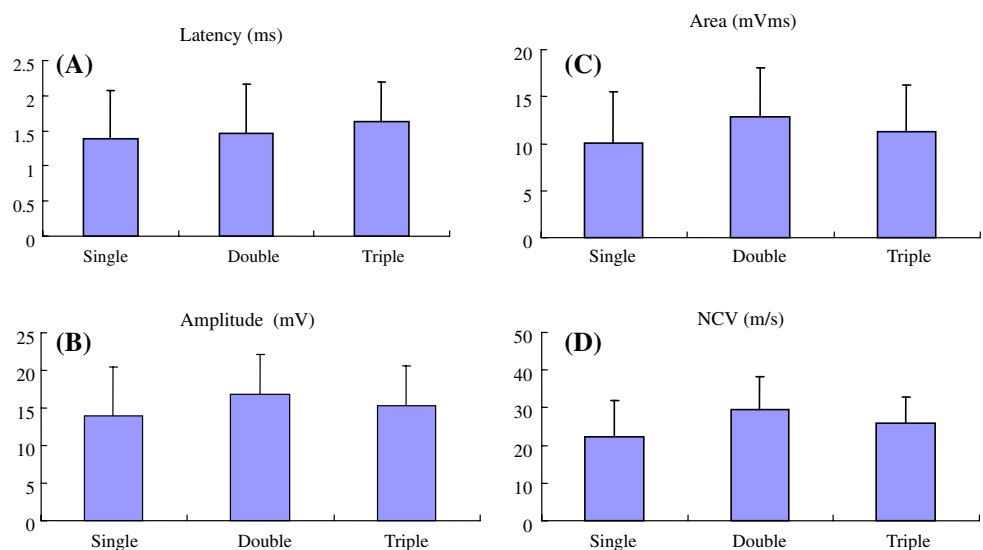 Latency (ms)
(A)
2.5
2
1.5
1
0.5
0
Single Double Triple
Area (mVms)
(C)
20
15
10
5
0
Single Double Triple
Amplitude (mV)
(B)
25
20
15
10
5
0
Single Double Triple
NCV (m/s)
(D)
50
40
30
20
10
0
Single Double Triple